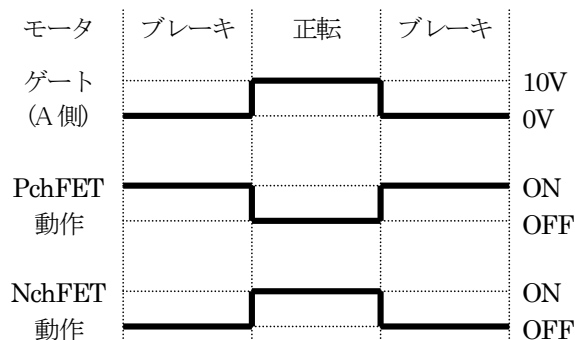 モータ ブレーキ 正転 ブレーキ
ゲート 10V
(A 側) 0V
PchFET ON
動作 OFF
NchFET ON
動作 OFF